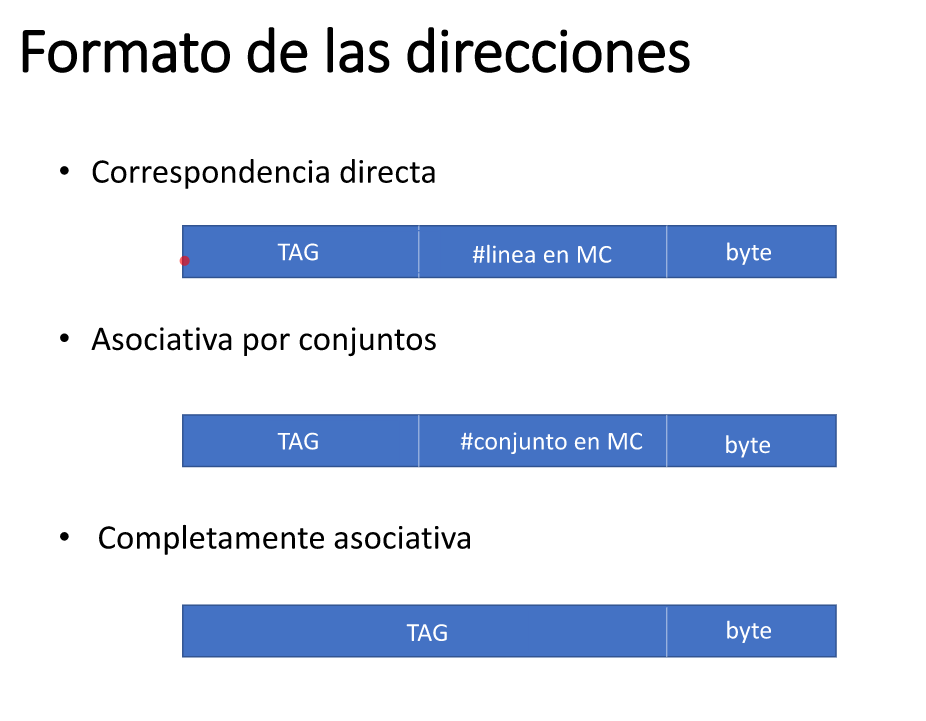 Formato de las direcciones
• Correspondencia directa
TAG #linea en MC byte
• Asociativa por conjuntos
TAG #conjunto en MC byte
• Completamente asociativa
TAG byte